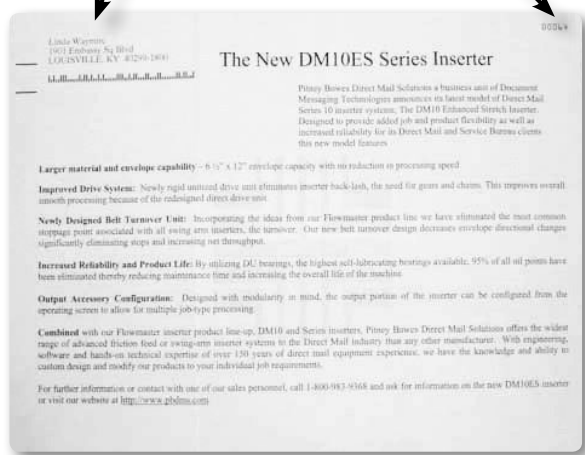 00064
Linda Waymire
1901 Embassy Sq Blvd
LOUISVILLE, KY 40299-1800
The New DM10ES Series Inserter
Pitney Bowes Direct Mail Solutions a business unit of Document
Messaging Technologies announces its latest model of Direct Mail
Series 10 inserter systems, The DM10 Enhanced Stretch Inserter.
Designed to provide added job and product flexibility as well as
increased reliability for its Direct Mail and Service Bureau clients
this new model features
Larger material and envelope capability – 6 ½" x 12" envelope capacity with no reduction in processing speed
Improved Drive System: Newly rigid unitized drive unit eliminates inserter back-lash, the need for gears and chains. This improves overall
smooth processing because of the redesigned direct drive unit.
Newly Designed Belt Turnover Unit: Incorporating the ideas from our Flowmaster product line we have eliminated the most common
stoppage point associated with all swing arm inserters, the turnover. Our new belt turnover design decreases envelope directional changes
significantly eliminating stops and increasing net throughput.
Increased Reliability and Product Life: By utilizing DU bearings, the highest self-lubricating bearings available, 95% of all oil points have
been eliminated thereby reducing maintenance time and increasing the overall life of the machine.
Output Accessory Configuration: Designed with modularity in mind, the output portion of the inserter can be configured from the
operating screen to allow for multiple job-type processing.
Combined with our Flowmaster inserter product line-up, DM10 and Series inserters, Pitney Bowes Direct Mail Solutions offers the widest
range of advanced friction feed or swing-arm inserter systems to the Direct Mail industry than any other manufacturer. With engineering,
software and hands-on technical expertise of over 150 years of direct mail equipment experience, we have the knowledge and ability to
custom design and modify our products to your individual job requirements.
For further information or contact with one of our sales personnel, call 1-800-983-9368 and ask for information on the new DM10ES inserter
or visit our website at http://www.pbdms.com